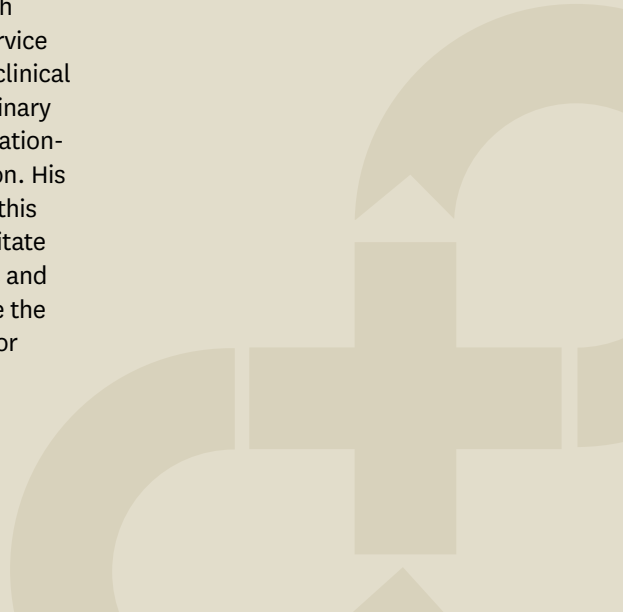 h
rvice
clinical
inary
ation-
on. His
this
itate
and
e the
or